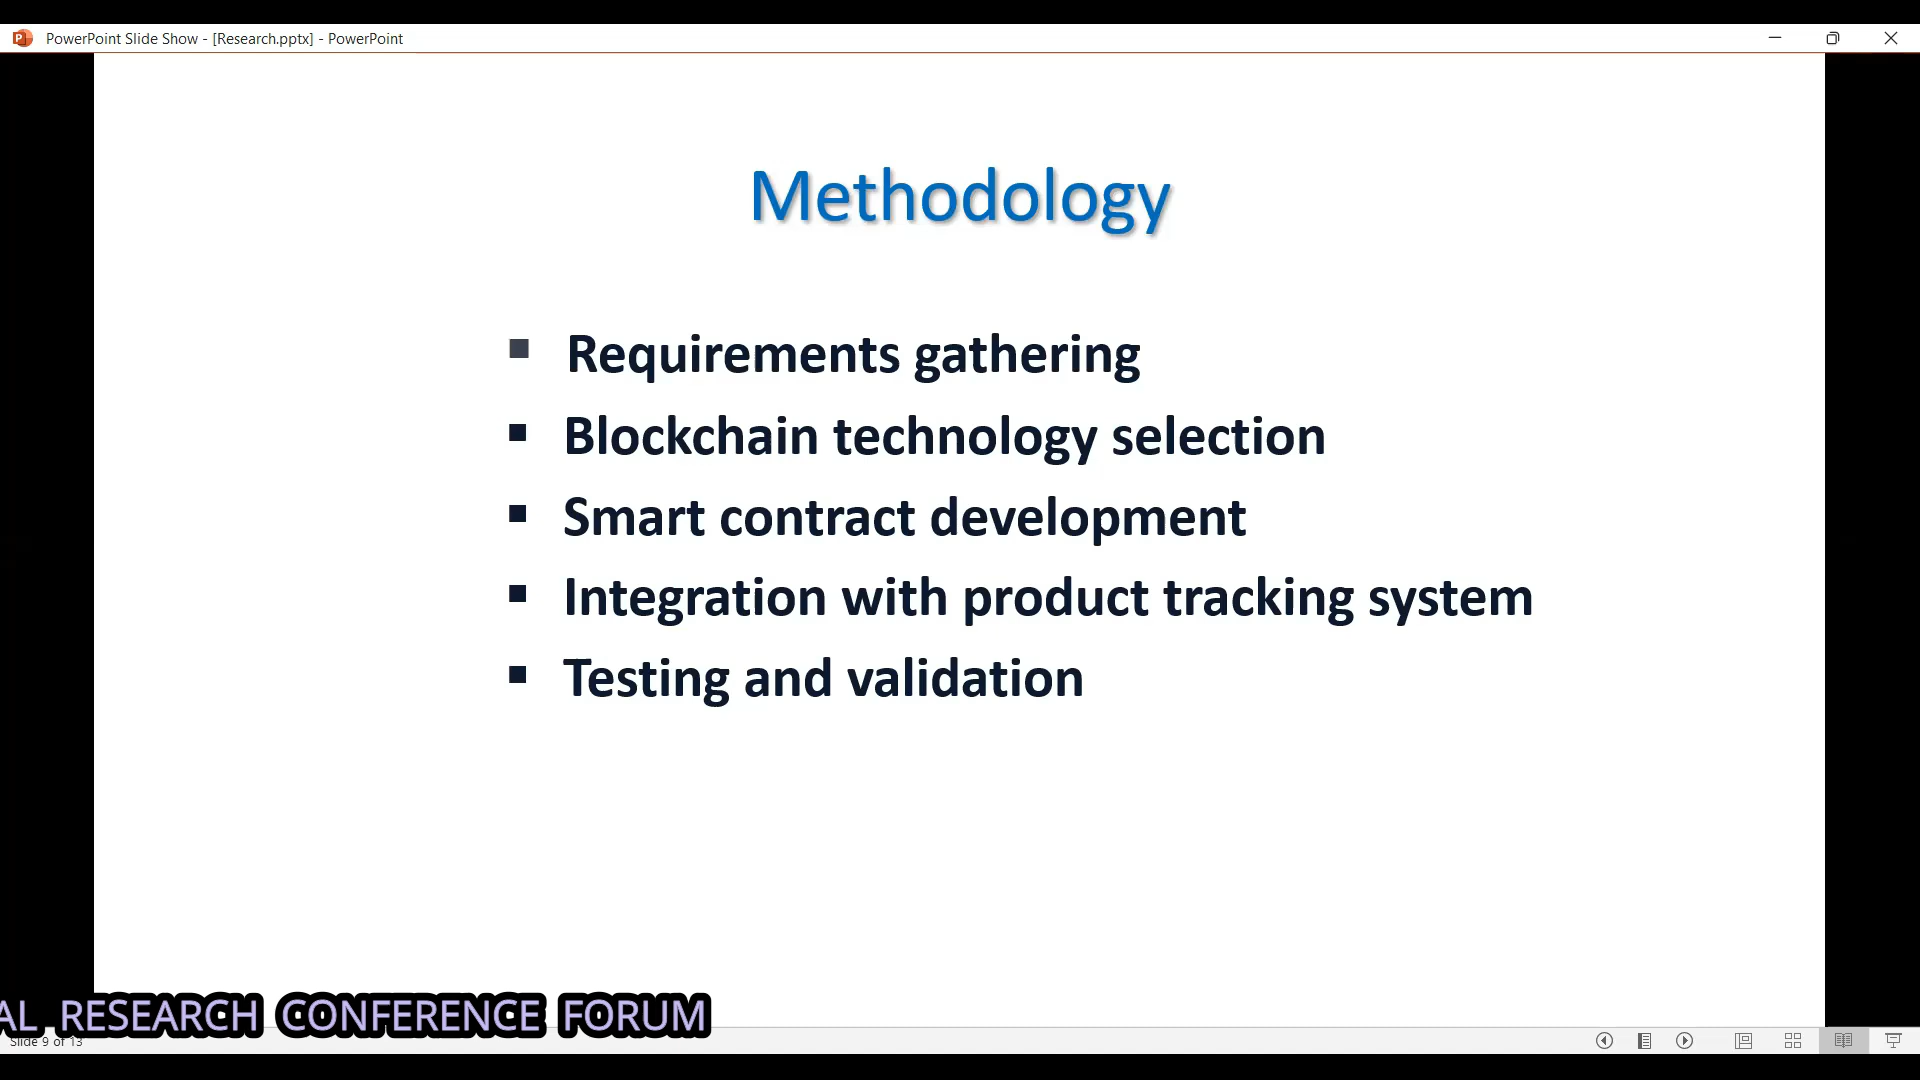 PowerPoint Slide Show - [Research.pptx] - PowerPoint
Methodology
Requirements gathering
Blockchain technology selection
Smart contract development
Integration with product tracking system
Testing and validation
AL RESEARCH CONFERENCE FORUM
Slide 9 of 13